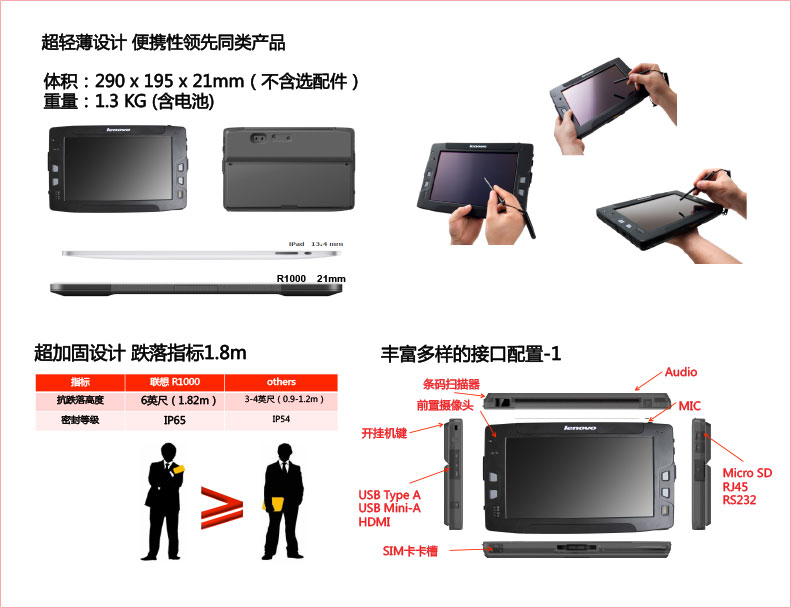 超轻薄设计 便携性领先同类产品
体积：290 x 195 x 21mm（不含选配件）
重量：1.3 KG (含电池)
lenovo
lenovo
lenovo
IPad 13.4 mm
R1000 21mm
超加固设计 跌落指标1.8m
指标 联想 R1000 others
抗跌落高度 6英尺（1.82m） 3-4英尺（0.9-1.2m）
密封等级 IP65 IP54
丰富多样的接口配置-1
Audio
条码扫描器
前置摄像头
MIC
开挂机键
lenovo
USB Type A
USB Mini-A
HDMI
Micro SD
RJ45
RS232
SIM卡卡槽